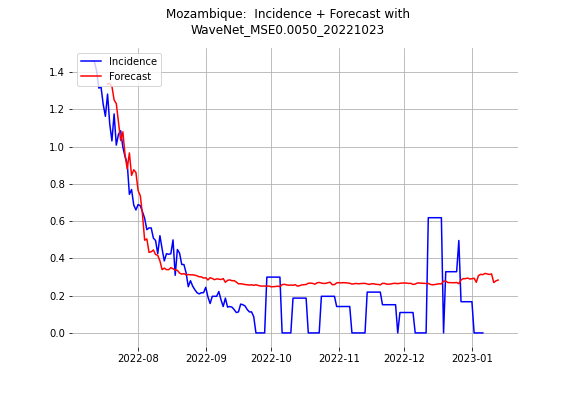 Mozambique:  Incidence + Forecast with
WaveNet_MSE0.0050_20221023
Incidence
Forecast
1.4
1.2
1.0
0.8
0.6
0.4
0.2
0.0
2022-08 2022-09 2022-10 2022-11 2022-12 2023-01